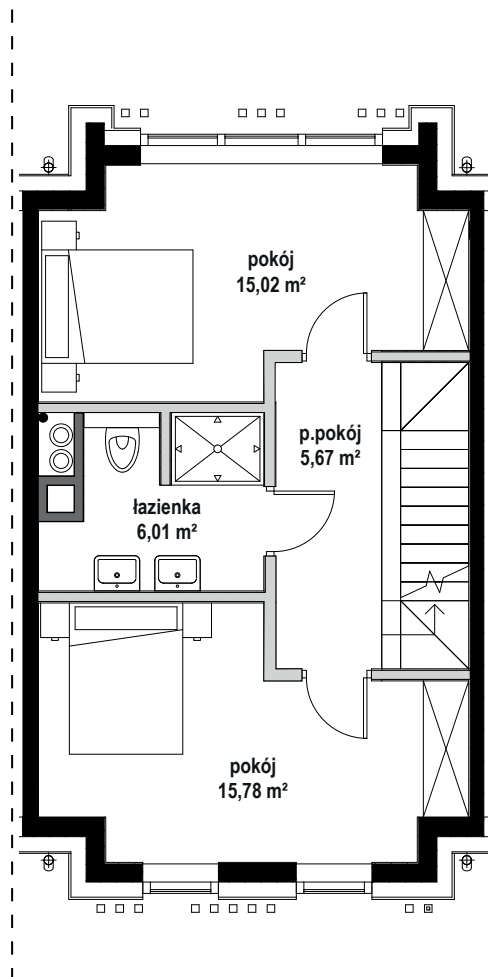 pokój
15,02 m²
p.pokój
5,67 m²
łazienka
6,01 m²
pokój
15,78 m²